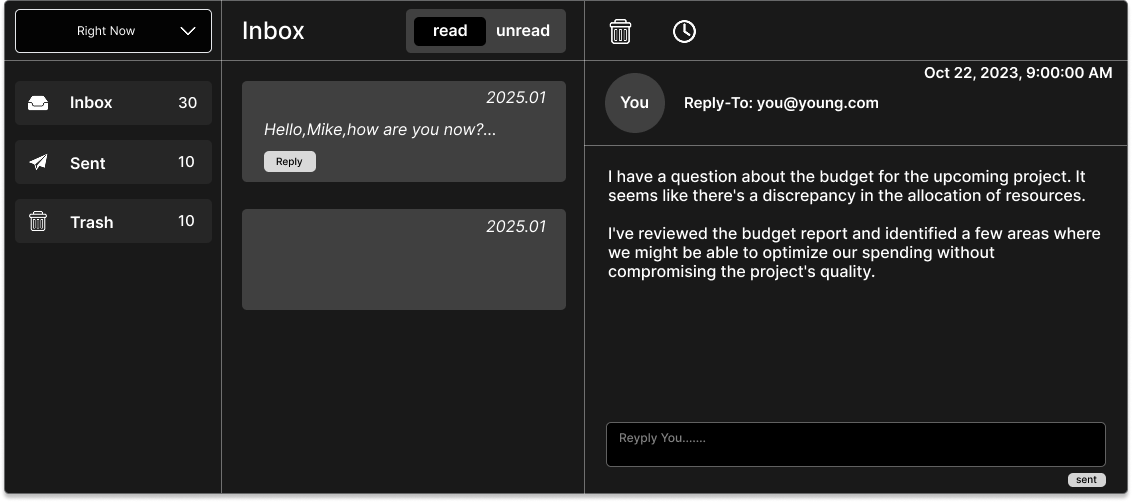 Right Now
Inbox 30
Sent 10
Trash 10
Inbox
read unread
2025.01
Hello,Mike,how are you now?...
Reply
2025.01
Oct 22, 2023, 9:00:00 AM
You
Reply-To: you@young.com
I have a question about the budget for the upcoming project. It
seems like there's a discrepancy in the allocation of resources.
I've reviewed the budget report and identified a few areas where
we might be able to optimize our spending without
compromising the project's quality.
Reyply You.......
sent